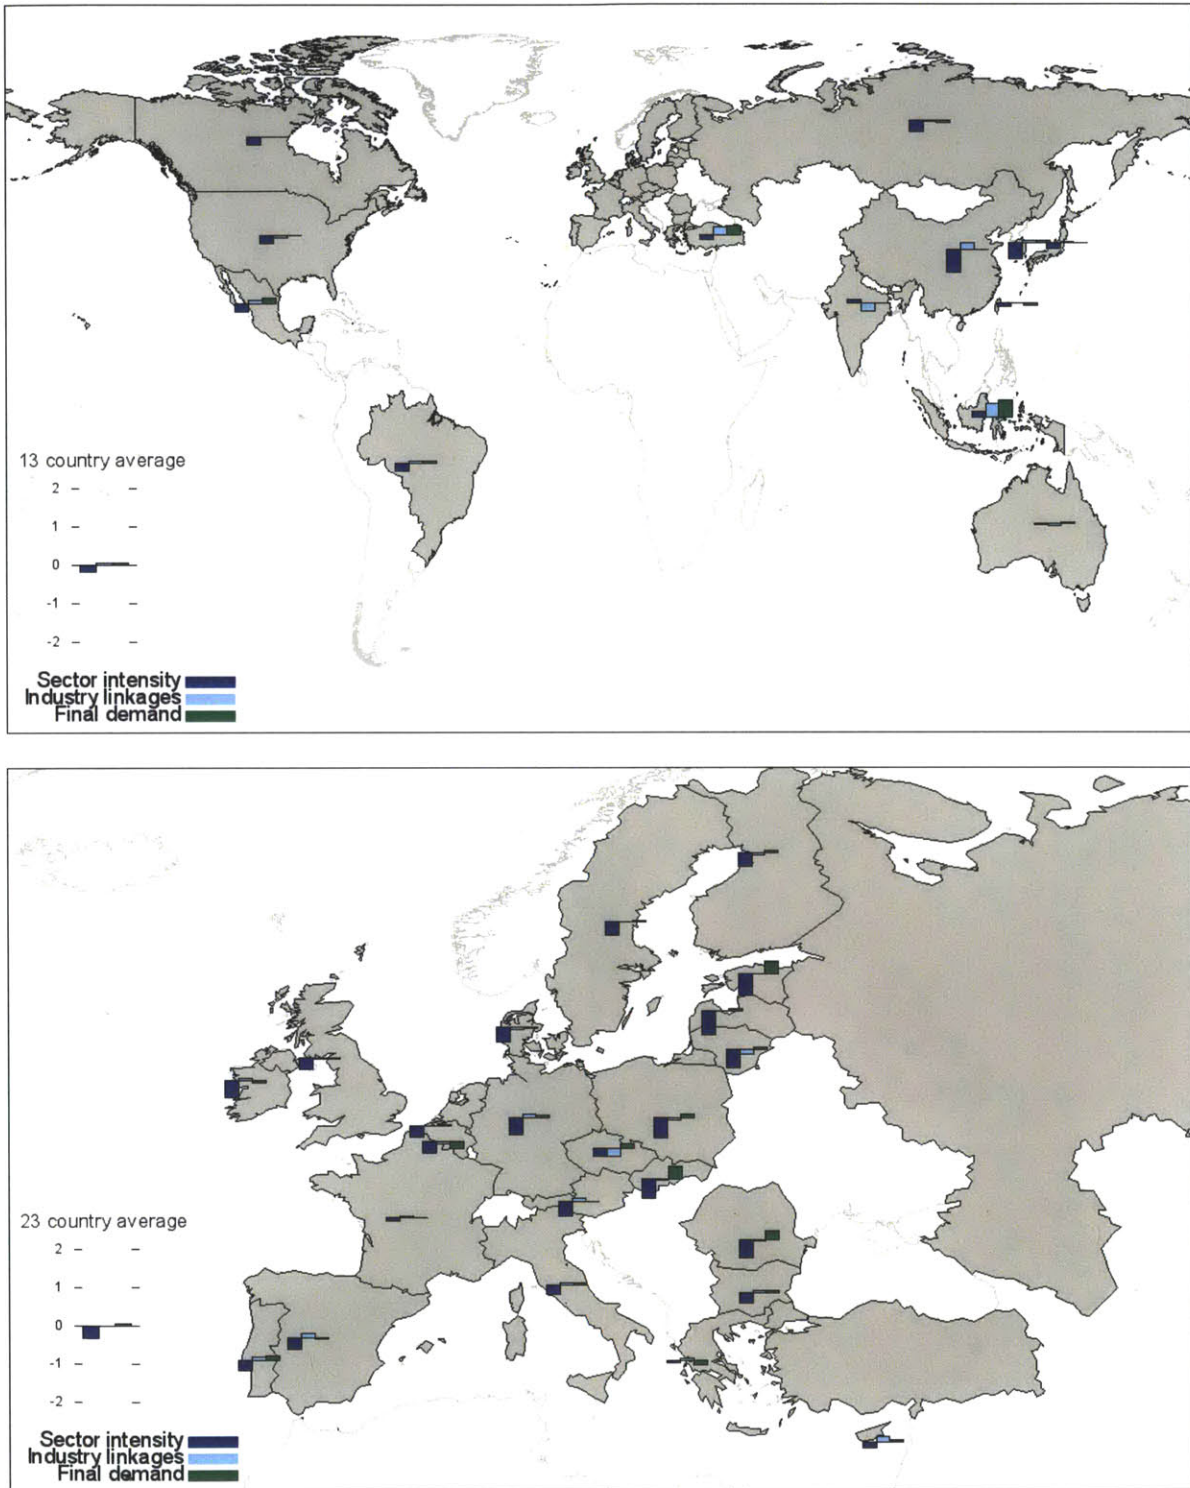 13 country average
2
1
0
-1
-2
Sector intensity
Industry linkages
Final demand
23 country average
2
1
0
-1
-2
Sector intensity
Industry linkages
Final demand